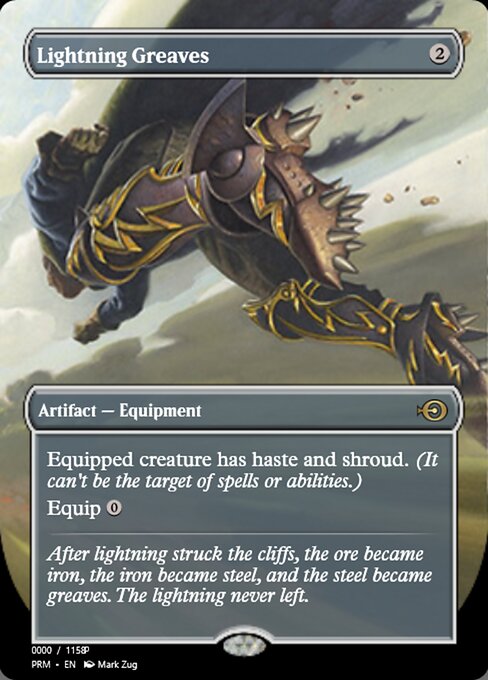 Lightning Greaves 2
Artifact — Equipment
Equipped creature has haste and shroud. (It
can't be the target of spells or abilities.)
Equip 0
After lightning struck the cliffs, the ore became
iron, the iron became steel, and the steel became
greaves. The lightning never left.
0000 / 1158P
PRM • EN Mark Zug